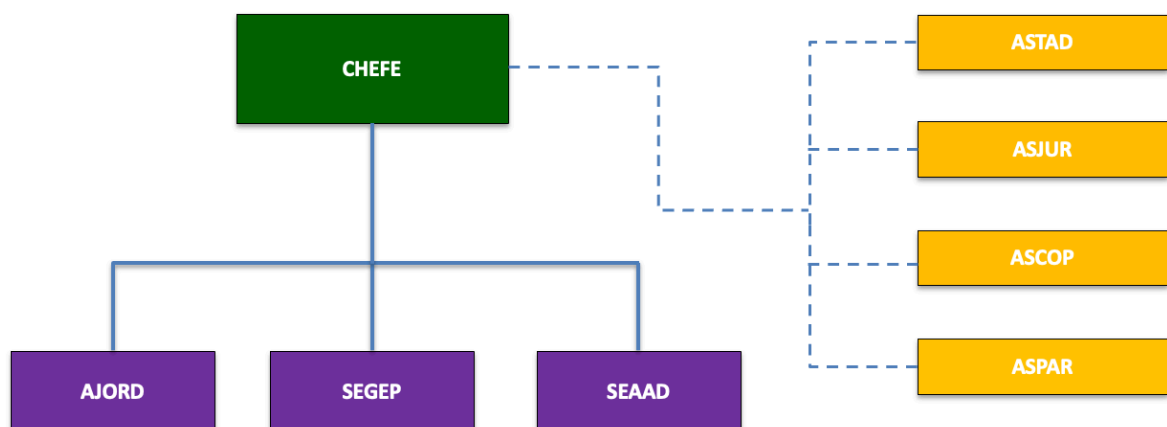 CHEFE
ASTAD
ASJUR
ASCOP
ASPAR
AJORD
SEGEP
SEAAD